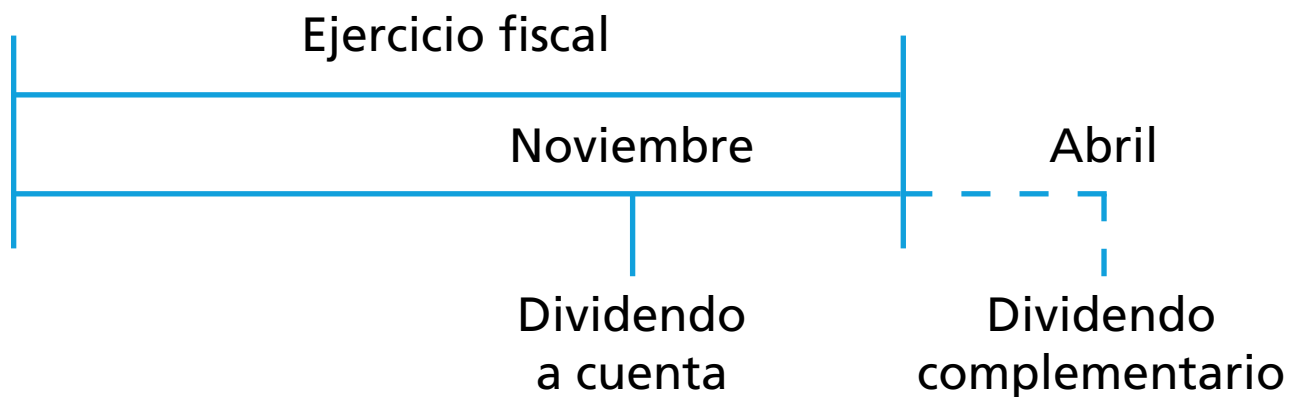 Ejercicio fiscal
Noviembre
Abril
Dividendo
a cuenta
Dividendo
complementario